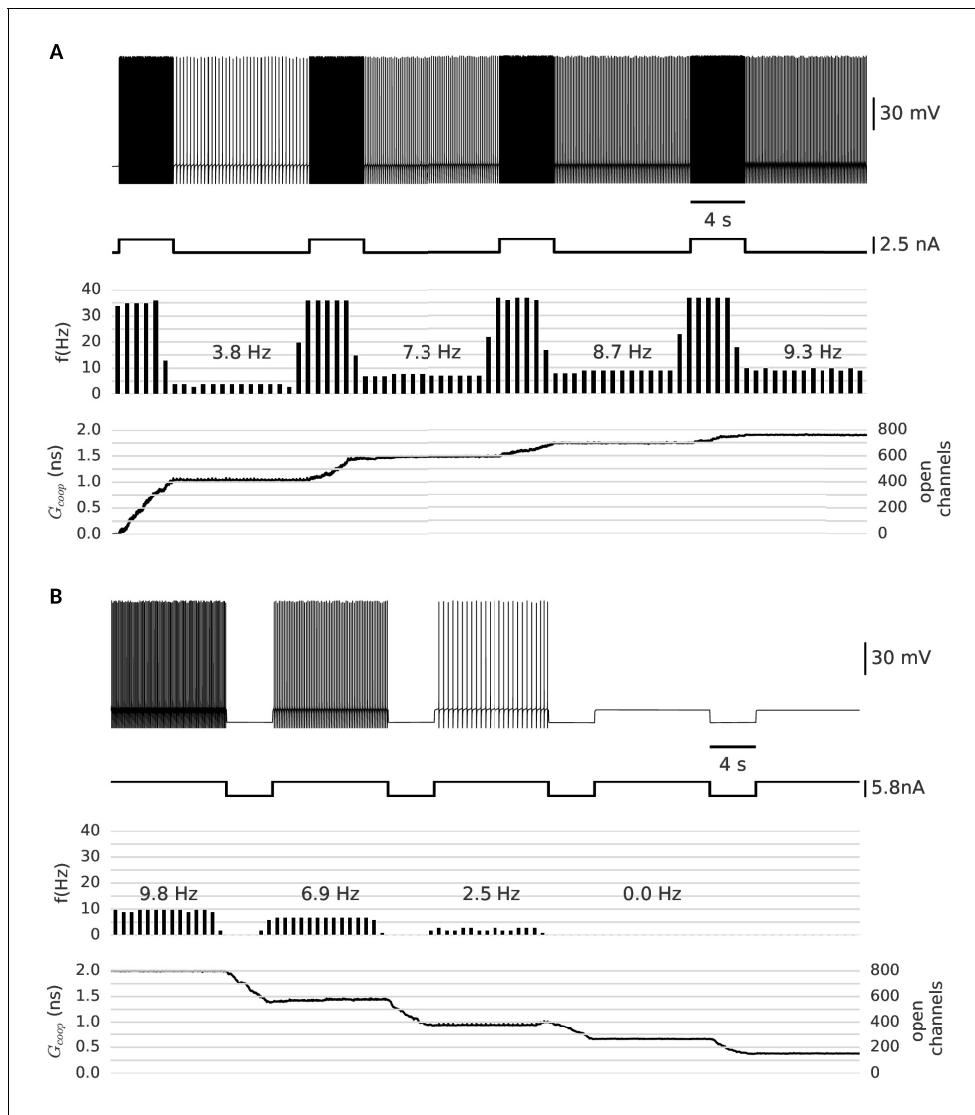 A
30 mV
4 s
2.5 nA
40
30
20
10
0
f(Hz)
3.8 Hz
7.3 Hz
8.7 Hz
9.3 Hz
2.0
1.5
1.0
0.5
0.0
G_coop (ns)
800
600
400
200
0
open
channels
B
30 mV
4 s
5.8nA
40
30
20
10
0
f(Hz)
9.8 Hz
6.9 Hz
2.5 Hz
0.0 Hz
2.0
1.5
1.0
0.5
0.0
G_coop (ns)
800
600
400
200
0
open
channels